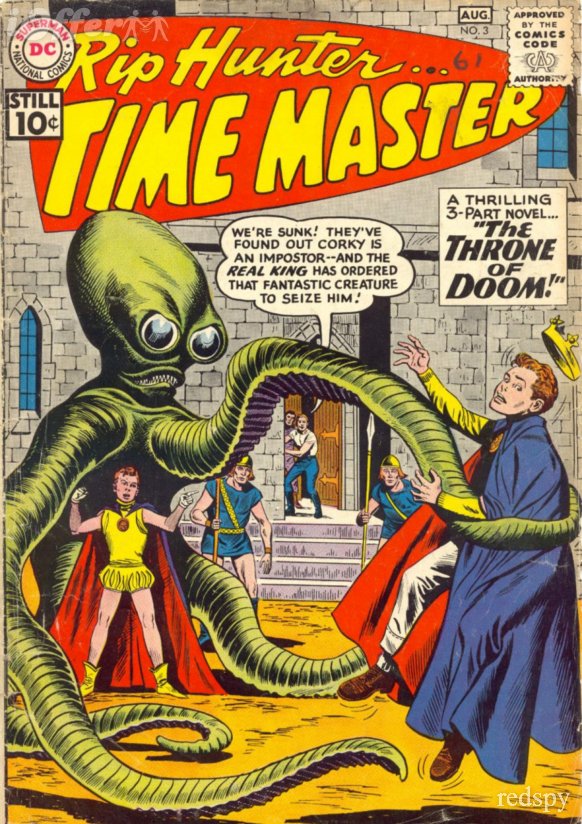 iOffer
SUPERMAN
DC
NATIONAL COMICS
AUG.
NO. 3
61
APPROVED
BY THE
COMICS
CODE
CA
AUTHORITY
Rip Hunter...
TIME MASTER
STILL
10¢
A THRILLING
3-PART NOVEL...
"The
THRONE
OF
DOOM!"
WE'RE SUNK! THEY'VE
FOUND OUT CORKY IS
AN IMPOSTOR--AND THE
REAL KING HAS ORDERED
THAT FANTASTIC CREATURE
TO SEIZE HIM!
redspy